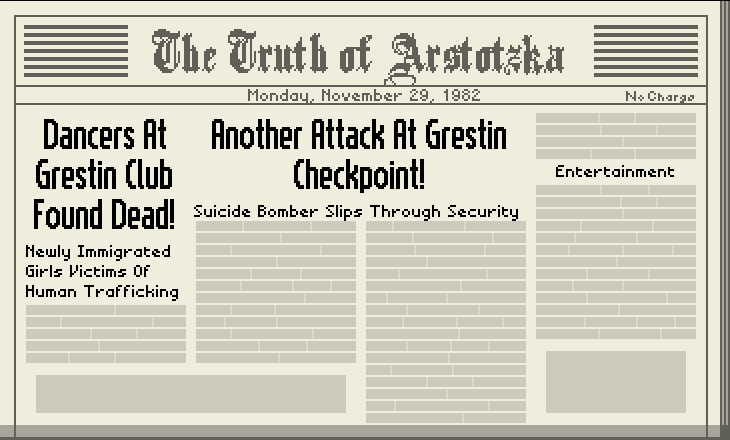 The Truth of Arstotzka
Monday, November 29, 1982
No Charge
Dancers At
Grestin Club
Found Dead!
Newly Immigrated
Girls Victims Of
Human Trafficking
Another Attack At Grestin
Checkpoint!
Suicide Bomber Slips Through Security
Entertainment